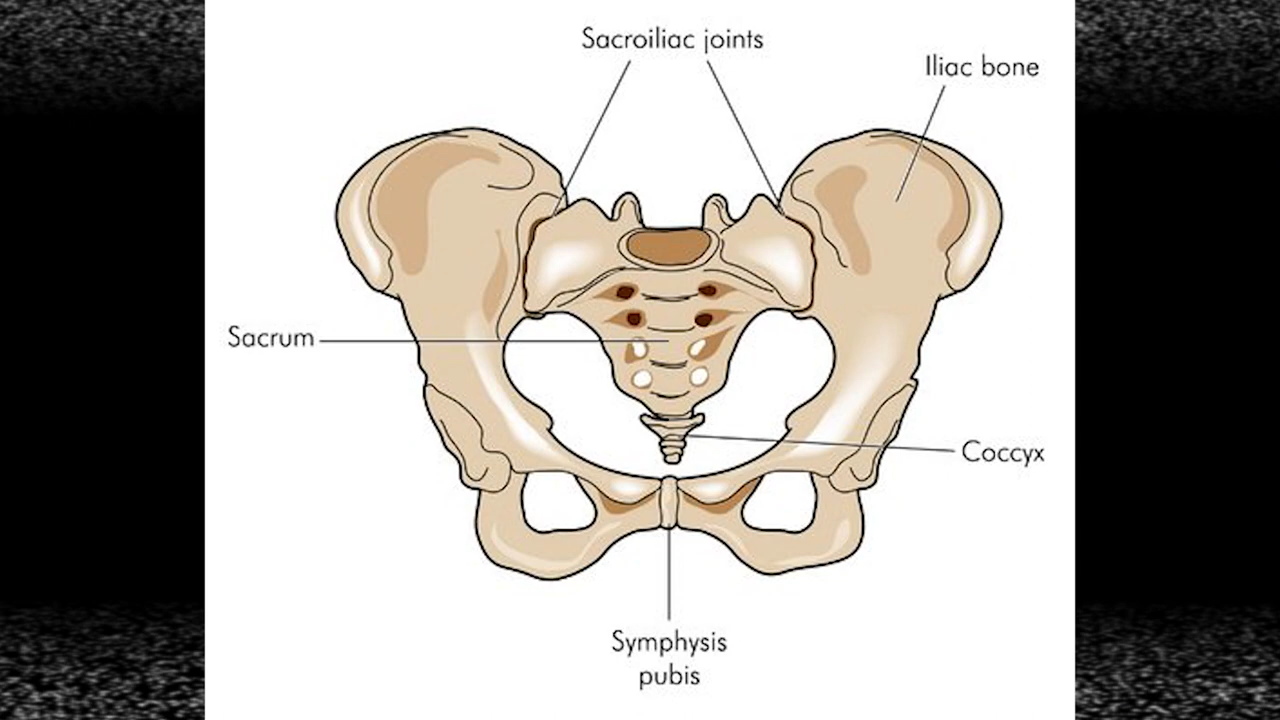 Sacroiliac joints
Iliac bone
Sacrum
Coccyx
Symphysis
pubis